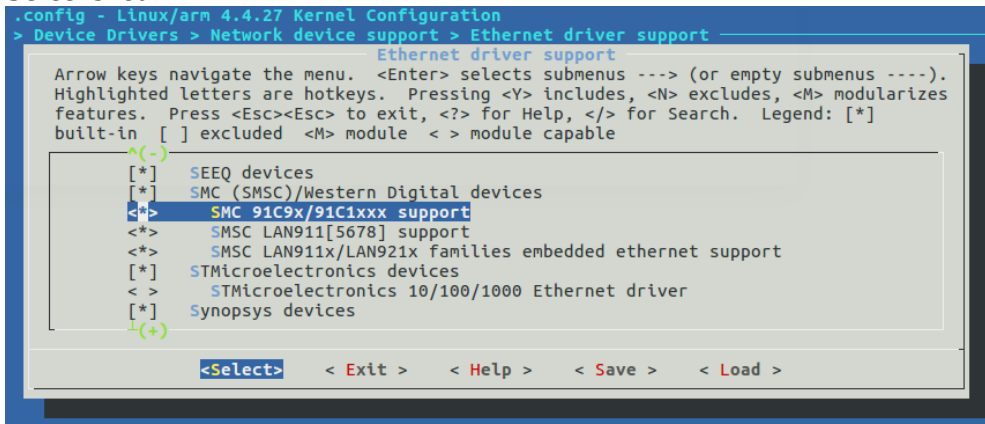 .config - Linux/arm 4.4.27 Kernel Configuration
> Device Drivers > Network device support > Ethernet driver support
Ethernet driver support
Arrow keys navigate the menu. <Enter> selects submenus ---> (or empty submenus ----).
Highlighted letters are hotkeys. Pressing <Y> includes, <N> excludes, <M> modularizes
features. Press <Esc><Esc> to exit, <?> for Help, </> for Search. Legend: [*]
built-in [ ] excluded <M> module < > module capable
^(-)
[*] SEEQ devices
[*] SMC (SMSC)/Western Digital devices
<*> SMC 91C9x/91C1xxx support
<*> SMSC LAN911[5678] support
<*> SMSC LAN911x/LAN921x families embedded ethernet support
[*] STMicroelectronics devices
< > STMicroelectronics 10/100/1000 Ethernet driver
[*] Synopsys devices
┴(+)
<Select> < Exit > < Help > < Save > < Load >